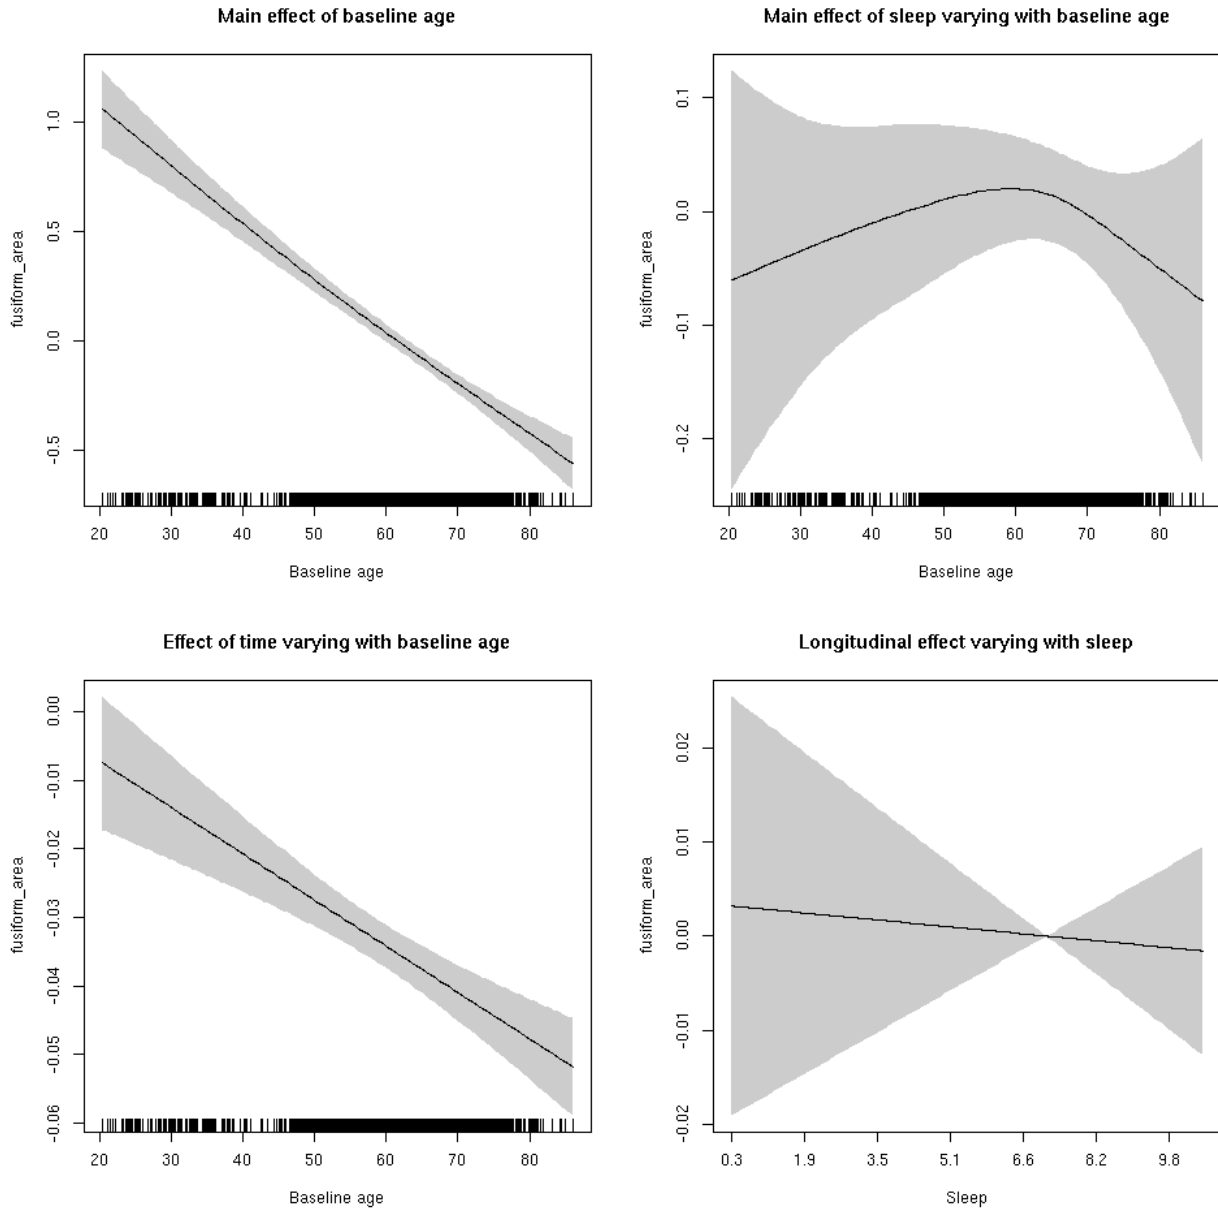 Main effect of baseline age
fusiform_area
1.0
0.5
0.0
-0.5
20 30 40 50 60 70 80
Baseline age
Main effect of sleep varying with baseline age
fusiform_area
0.1
0.0
-0.1
-0.2
20 30 40 50 60 70 80
Baseline age
Effect of time varying with baseline age
fusiform_area
0.00
-0.01
-0.02
-0.03
-0.04
-0.05
-0.06
20 30 40 50 60 70 80
Baseline age
Longitudinal effect varying with sleep
fusiform_area
0.02
0.01
0.00
-0.01
-0.02
0.3 1.9 3.5 5.1 6.6 8.2 9.8
Sleep